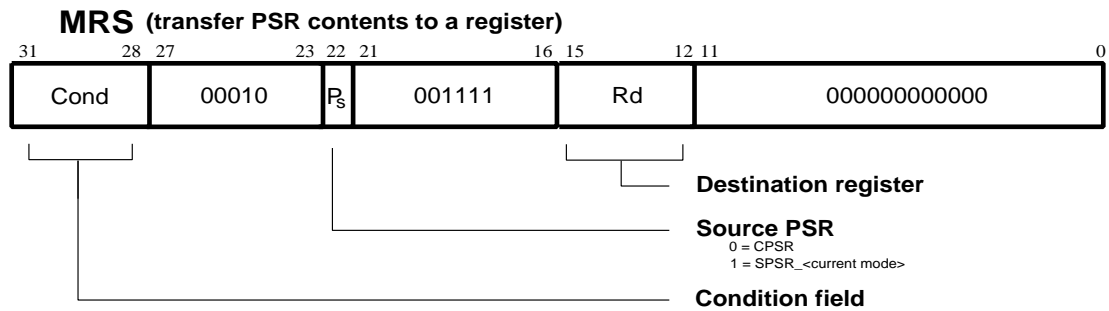 MRS (transfer PSR contents to a register)
31 28 27 23 22 21 16 15 12 11 0
Cond 00010 Ps 001111 Rd 000000000000
Destination register
Source PSR
0 = CPSR
1 = SPSR_<current mode>
Condition field